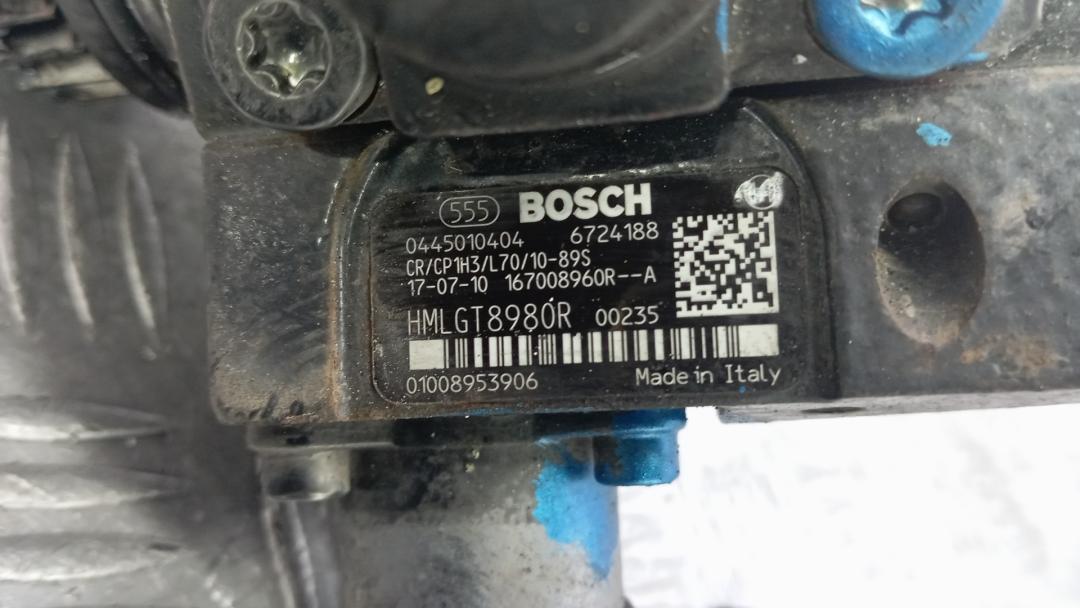 555 BOSCH
0445010404 6724188
CR/CP1H3/L70/10-89S
17-07-10 167008960R--A
HMLGT8980R 00235
01008953906 Made in Italy